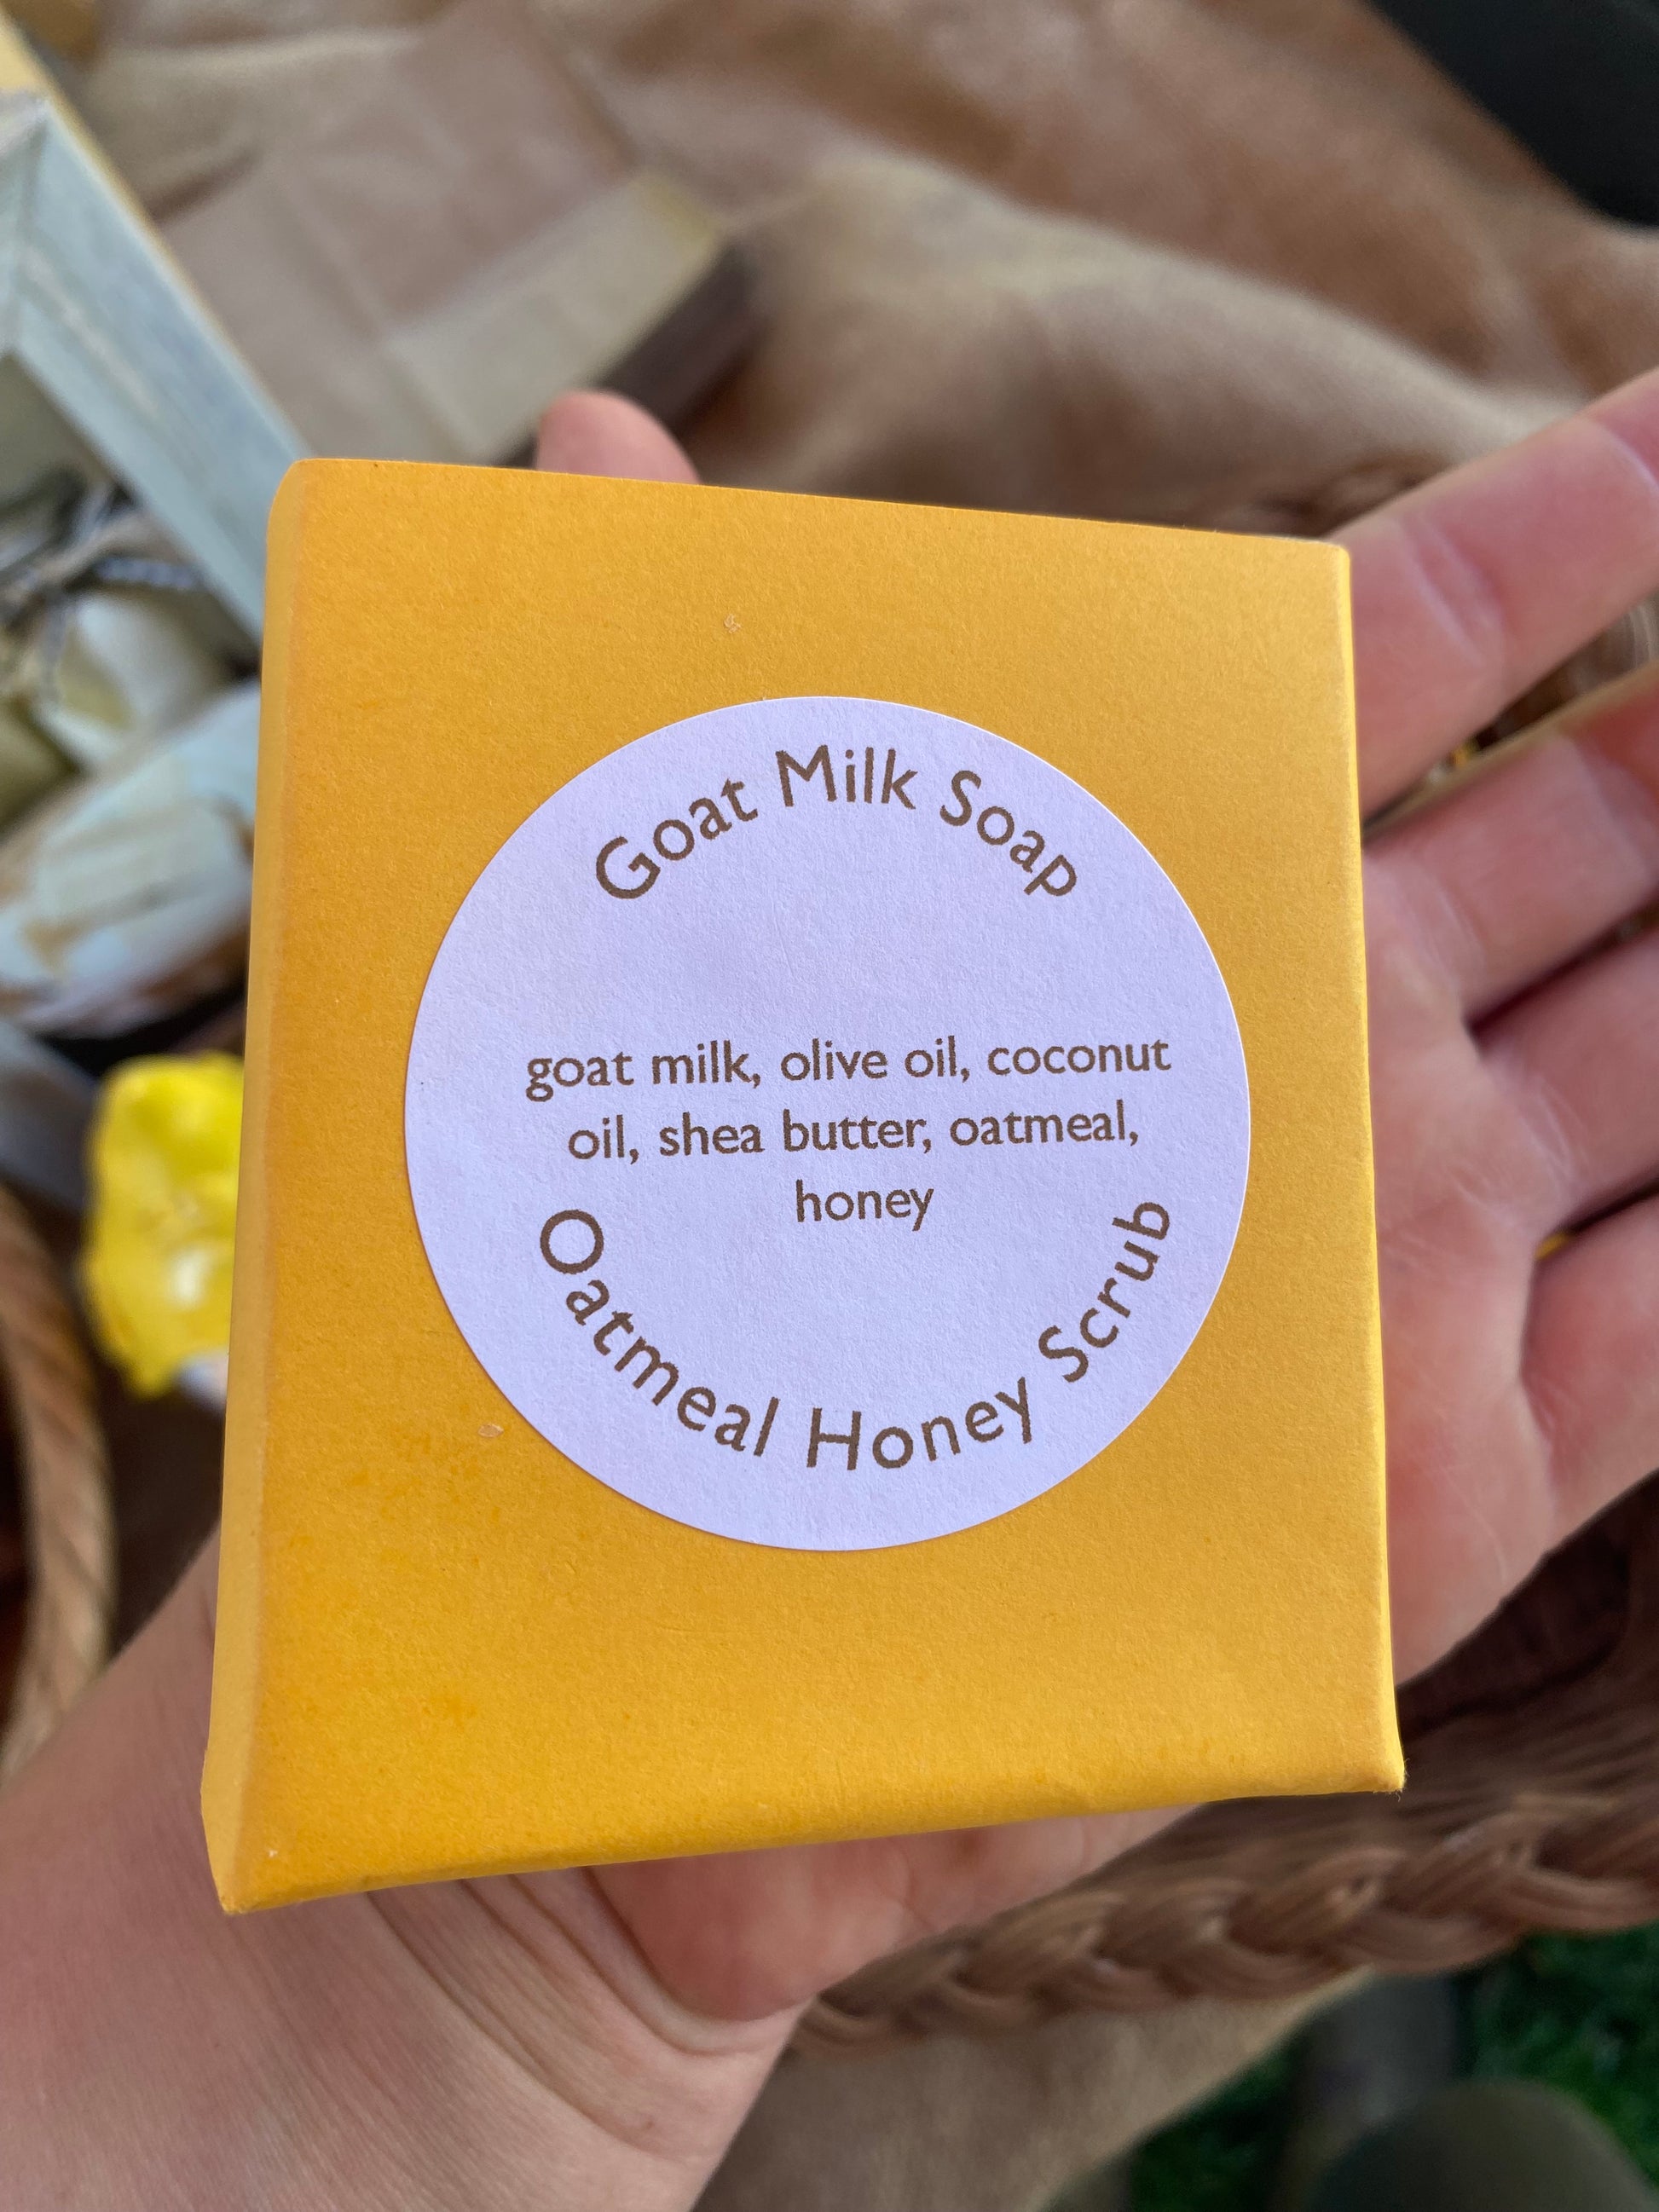 Goat Milk Soap
goat milk, olive oil, coconut
oil, shea butter, oatmeal,
honey
Oatmeal Honey Scrub